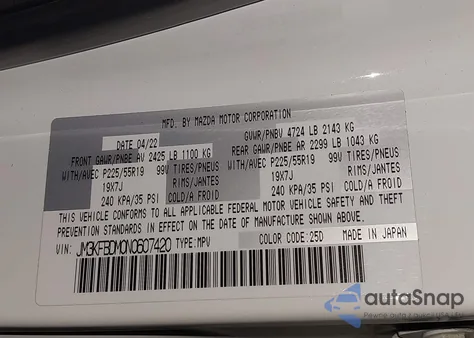 MFD. BY MAZDA MOTOR CORPORATION
DATE 04/22 GUWR/PNBV 4724 LB 2143 KG
FRONT GAWR/PNBE AV 2425 LB 1100 KG REAR GAWR/PNBE AR 2299 LB 1043 KG
WITH/AVEC P225/55R19 99V TIRES/PNEUS WITH/AVEC P225/55R19 99V TIRES/PNEUS
19X7J RIMS/JANTES 19X7J RIMS/JANTES
240 KPA/35 PSI COLD/A FROID 240 KPA/35 PSI COLD/A FROID
THIS VEHICLE CONFORMS TO ALL APPLICABLE FEDERAL MOTOR VEHICLE SAFETY AND THEFT
PREVENTION STANDARDS IN EFFECT ON THE DATE OF MANUFACTURE SHOWN ABOVE.
VIN: JM3KFBDM0N0607420 TYPE:MPV COLOR CODE:25D MADE IN JAPAN
autoSnap